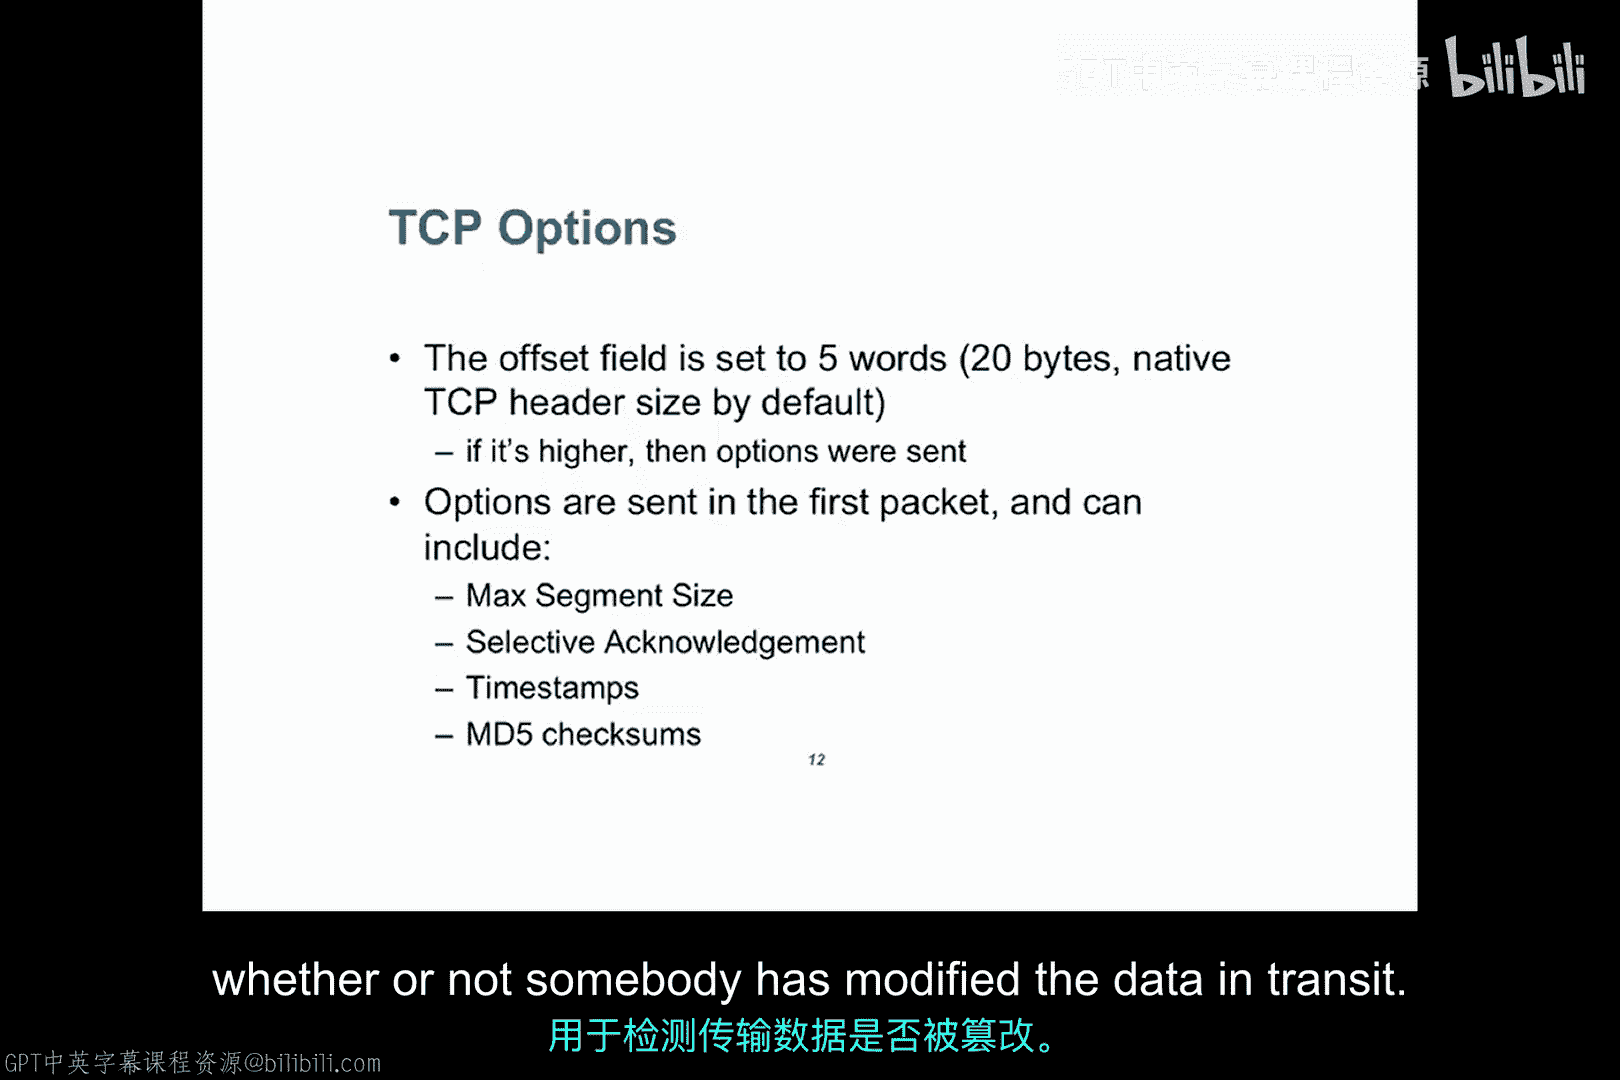 bilibili
TCP Options
• The offset field is set to 5 words (20 bytes, native
TCP header size by default)
– if it's higher, then options were sent
• Options are sent in the first packet, and can
include:
– Max Segment Size
– Selective Acknowledgement
– Timestamps
– MD5 checksums
12
whether or not somebody has modified the data in transit.
用于检测传输数据是否被篡改。
GPT中英字幕课程资源@bilibili.com